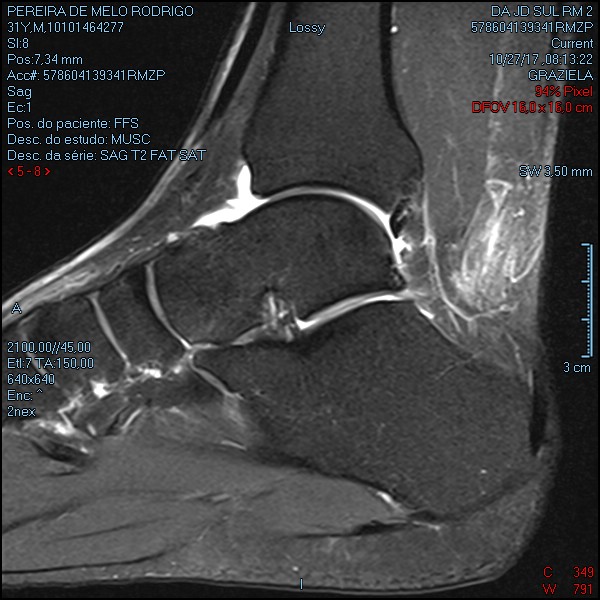 PEREIRA DE MELO RODRIGO
31Y,M,10101464277
Sl:8
Pos:7,34 mm
Acc#: 578604139341RMZP
Sag
Ec:1
Pos. do paciente: FFS
Desc. do estudo: MUSC
Desc. da série: SAG T2 FAT SAT
< 5 - 8 >
Lossy
DA JD SUL RM 2
578604139341RMZP
Current
10/27/17 ,08:13:22
GRAZIELA
94% Pixel
DFOV 16,0 x 16,0 cm
SW 3,50 mm
A
3 cm
2100,00//45,00
Etl:7 TA:150,00
640x640
Enc: ^
2nex
I
C 349
W 791